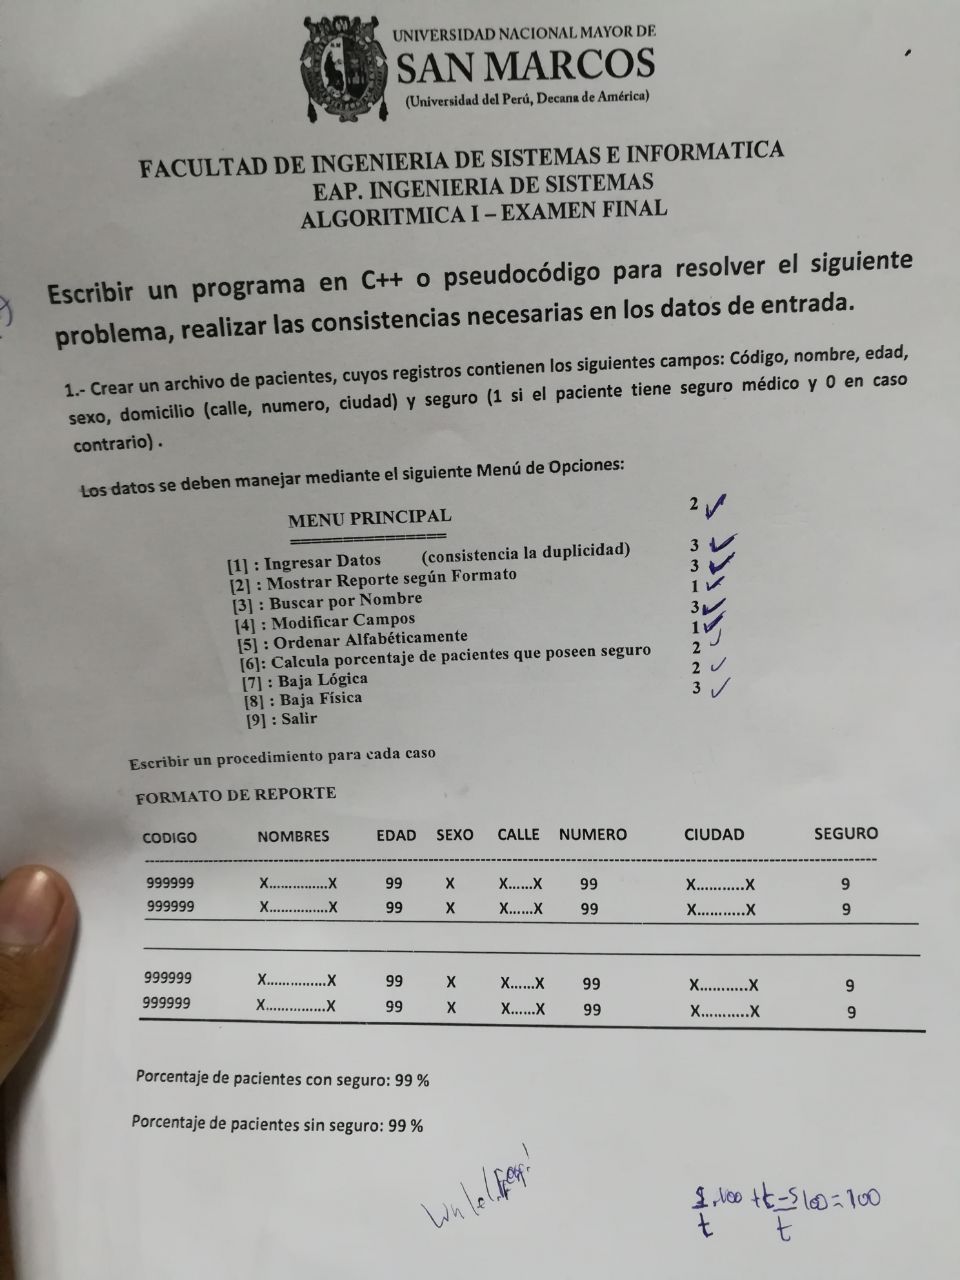 UNIVERSIDAD NACIONAL MAYOR DE
SAN MARCOS
(Universidad del Perú, Decana de América)
FACULTAD DE INGENIERIA DE SISTEMAS E INFORMATICA
EAP. INGENIERIA DE SISTEMAS
ALGORITMICA I – EXAMEN FINAL
Escribir un programa en C++ o pseudocódigo para resolver el siguiente
problema, realizar las consistencias necesarias en los datos de entrada.
1.- Crear un archivo de pacientes, cuyos registros contienen los siguientes campos: Código, nombre, edad,
sexo, domicilio (calle, numero, ciudad) y seguro (1 si el paciente tiene seguro médico y 0 en caso
contrario) .
Los datos se deben manejar mediante el siguiente Menú de Opciones:
MENU PRINCIPAL 2 ✓
================
[1] : Ingresar Datos (consistencia la duplicidad) 3 ✓
[2] : Mostrar Reporte según Formato 3 ✓
[3] : Buscar por Nombre 1 ✓
[4] : Modificar Campos 3 ✓
[5] : Ordenar Alfabéticamente 1 ✓
[6]: Calcula porcentaje de pacientes que poseen seguro 2 ✓
[7] : Baja Lógica 2 ✓
[8] : Baja Física 3 ✓
[9] : Salir
Escribir un procedimiento para cada caso
FORMATO DE REPORTE
CODIGO NOMBRES EDAD SEXO CALLE NUMERO CIUDAD SEGURO
999999 X...............X 99 X X......X 99 X...........X 9
999999 X...............X 99 X X......X 99 X...........X 9
999999 X...............X 99 X X......X 99 X...........X 9
999999 X...............X 99 X X......X 99 X...........X 9
Porcentaje de pacientes con seguro: 99 %
Porcentaje de pacientes sin seguro: 99 %